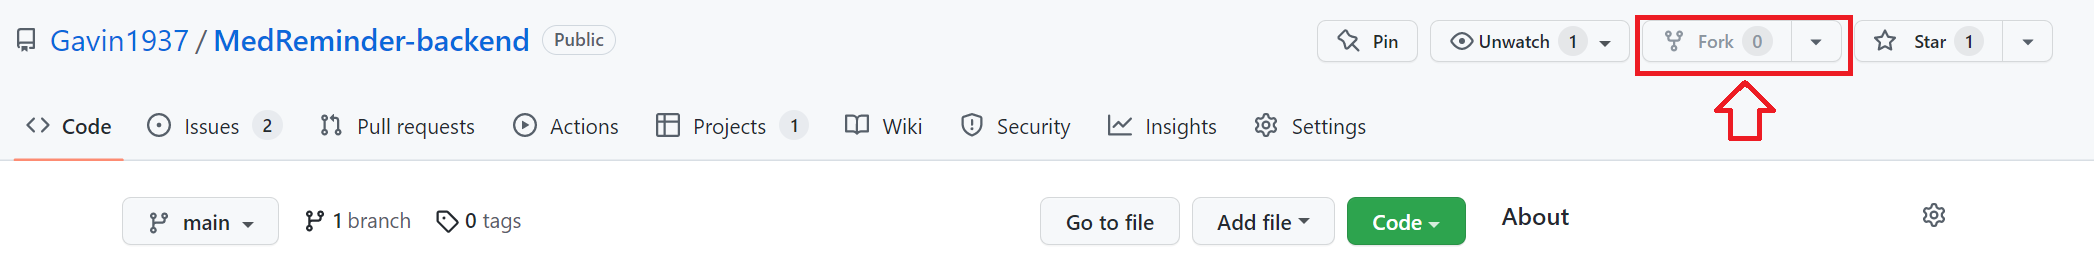 Gavin1937 / MedReminder-backend Public Pin Unwatch 1 Fork 0 Star 1
Code Issues 2 Pull requests Actions Projects 1 Wiki Security Insights Settings
main 1 branch 0 tags Go to file Add file Code About